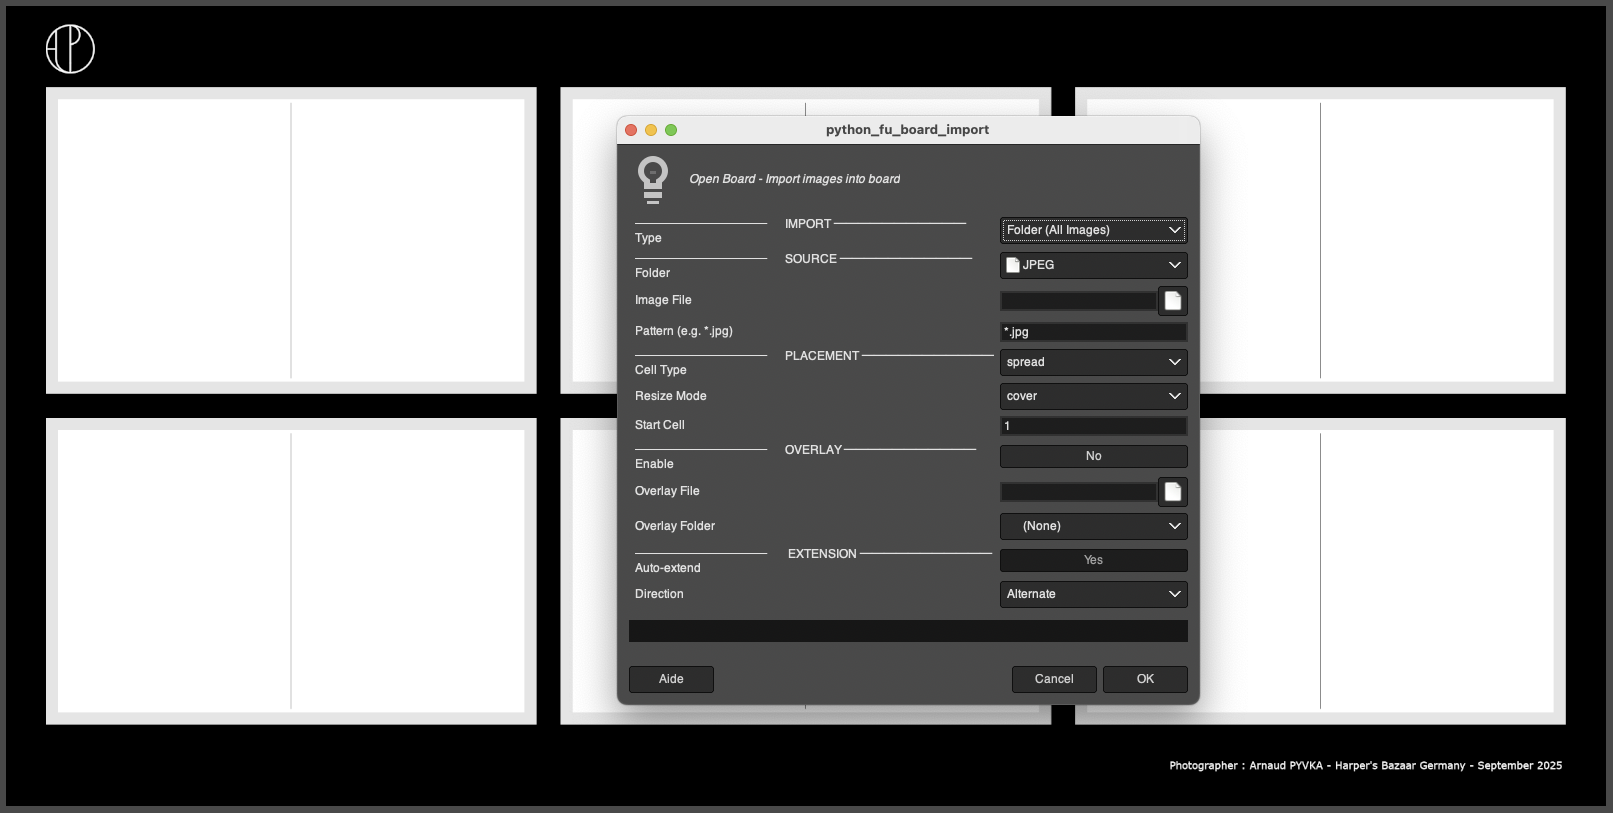 python_fu_board_import
Open Board - Import images into board
IMPORT
Type
Folder (All Images)
SOURCE
Folder
JPEG
Image File
Pattern (e.g. *.jpg)
*.jpg
PLACEMENT
Cell Type
spread
Resize Mode
cover
Start Cell
1
OVERLAY
Enable
No
Overlay File
Overlay Folder
(None)
EXTENSION
Auto-extend
Yes
Direction
Alternate
Aide
Cancel
OK
Photographer : Arnaud PYVKA - Harper's Bazaar Germany - September 2025